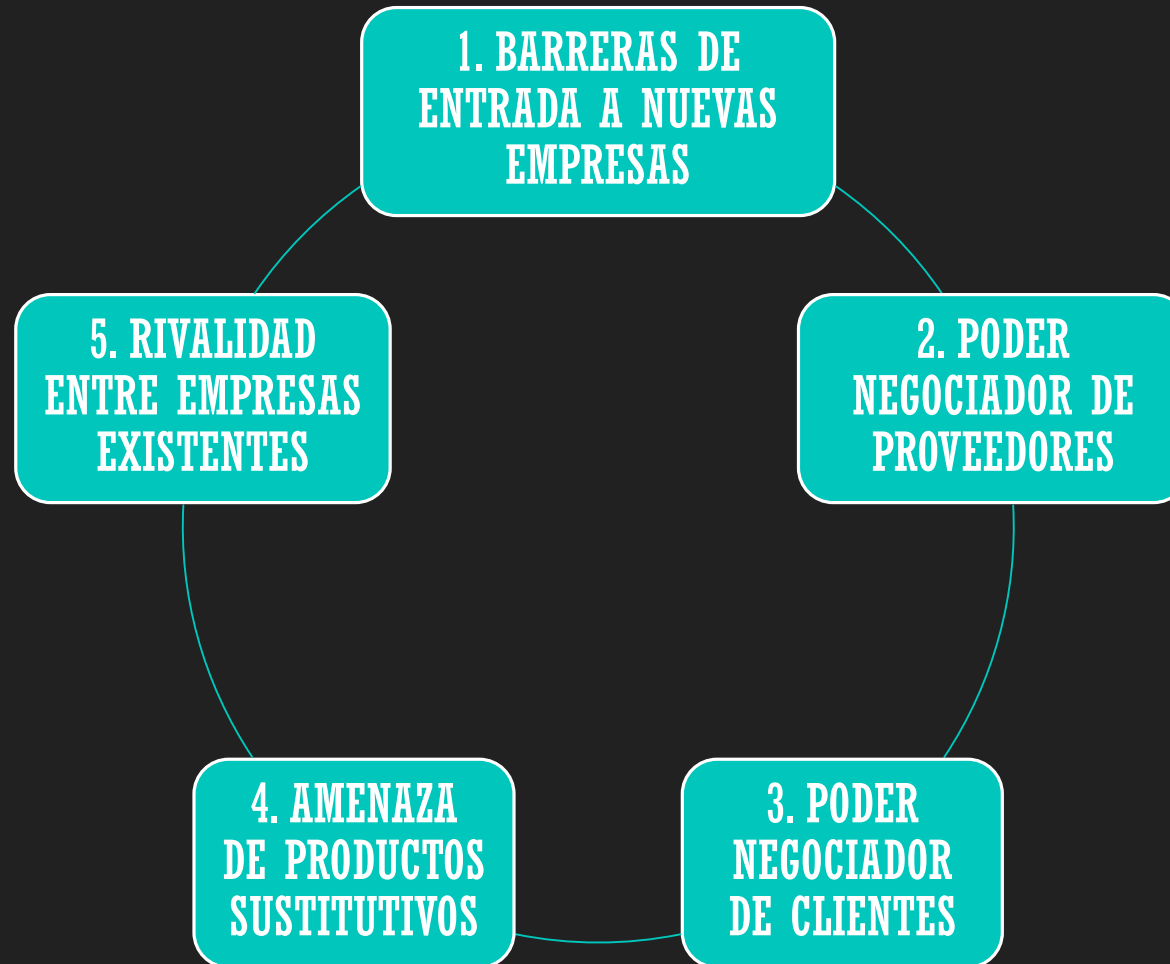 1. BARRERAS DE
ENTRADA A NUEVAS
EMPRESAS
2. PODER
NEGOCIADOR DE
PROVEEDORES
3. PODER
NEGOCIADOR
DE CLIENTES
4. AMENAZA
DE PRODUCTOS
SUSTITUTIVOS
5. RIVALIDAD
ENTRE EMPRESAS
EXISTENTES